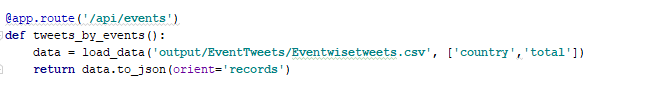 @app.route('/api/events')
def tweets_by_events():
    data = load_data('output/EventTweets/Eventwisetweets.csv', ['country','total'])
    return data.to_json(orient='records')